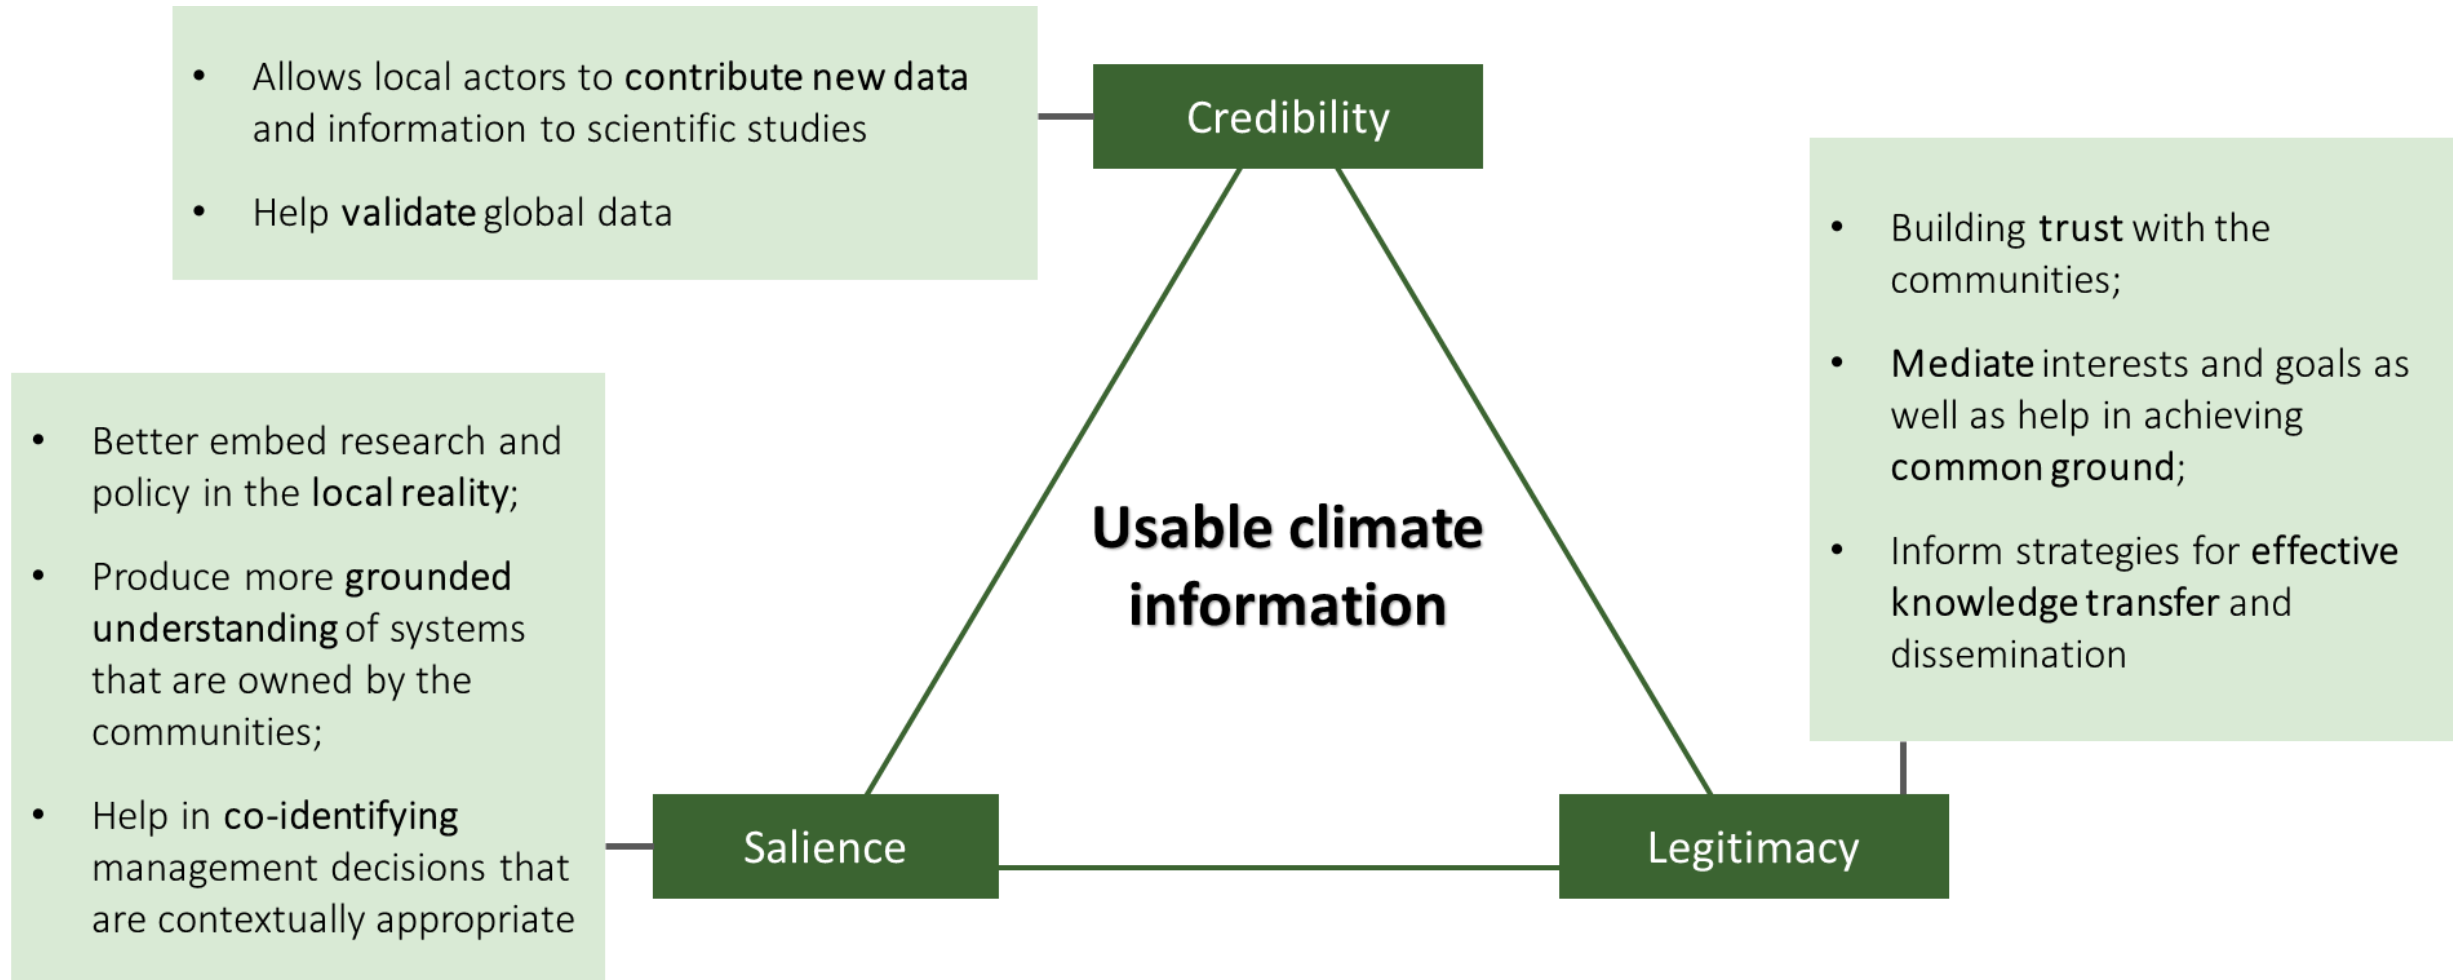 • Allows local actors to contribute new data
and information to scientific studies
• Help validate global data
Credibility
• Building trust with the
communities;
• Mediate interests and goals as
well as help in achieving
common ground;
• Inform strategies for effective
knowledge transfer and
dissemination
• Better embed research and
policy in the local reality;
• Produce more grounded
understanding of systems
that are owned by the
communities;
• Help in co-identifying
management decisions that
are contextually appropriate
Usable climate
information
Salience
Legitimacy